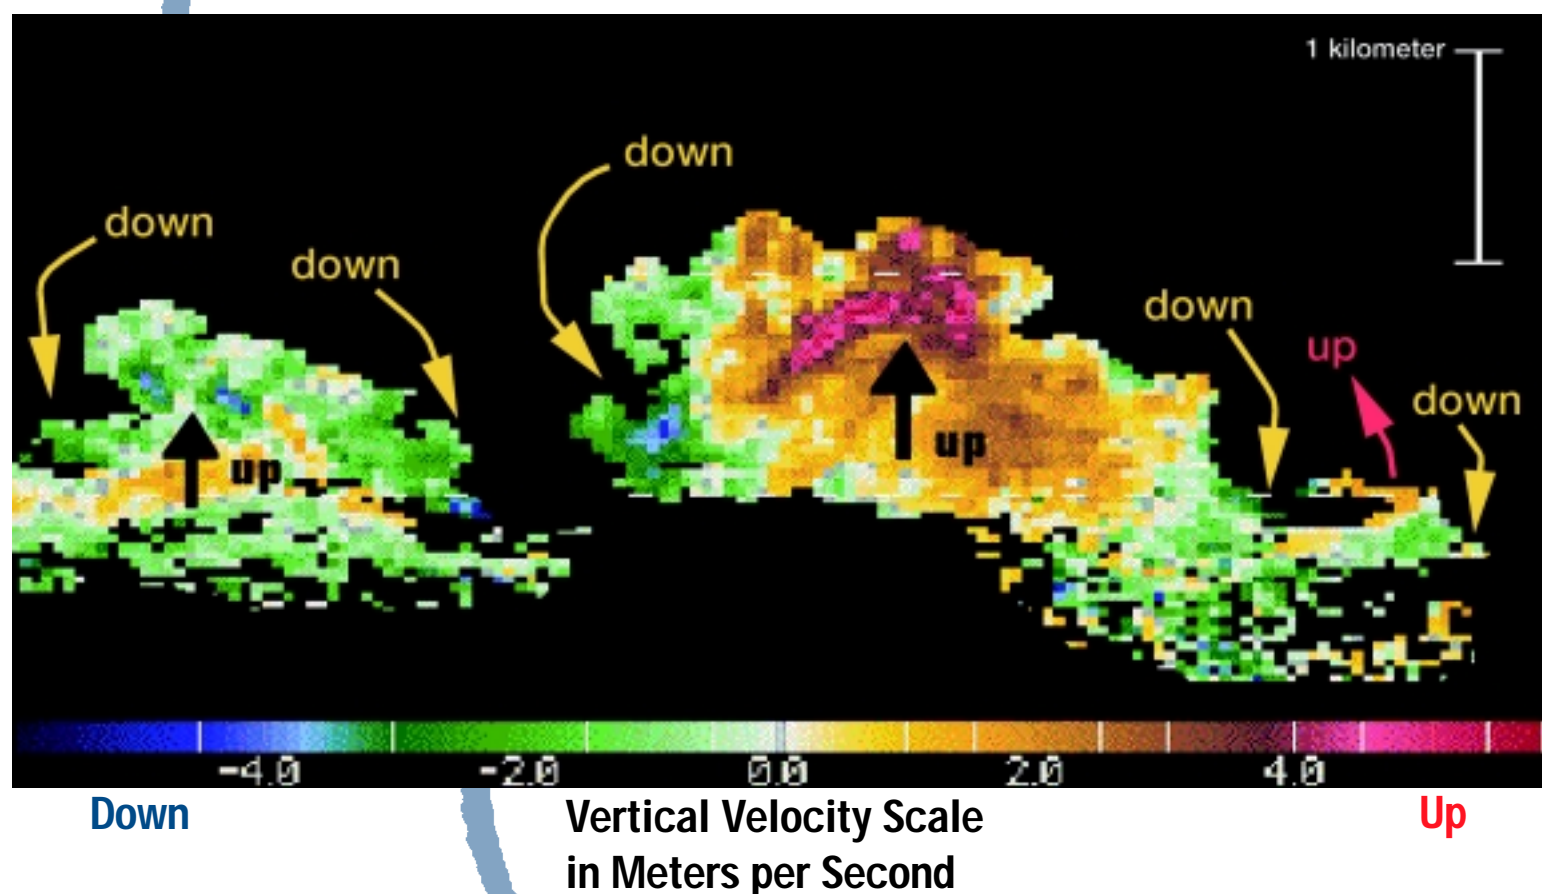 1 kilometer
down
down
down
down
up
down
up
up
-4.0 -2.0 0.0 2.0 4.0
Down
Vertical Velocity Scale
in Meters per Second
Up